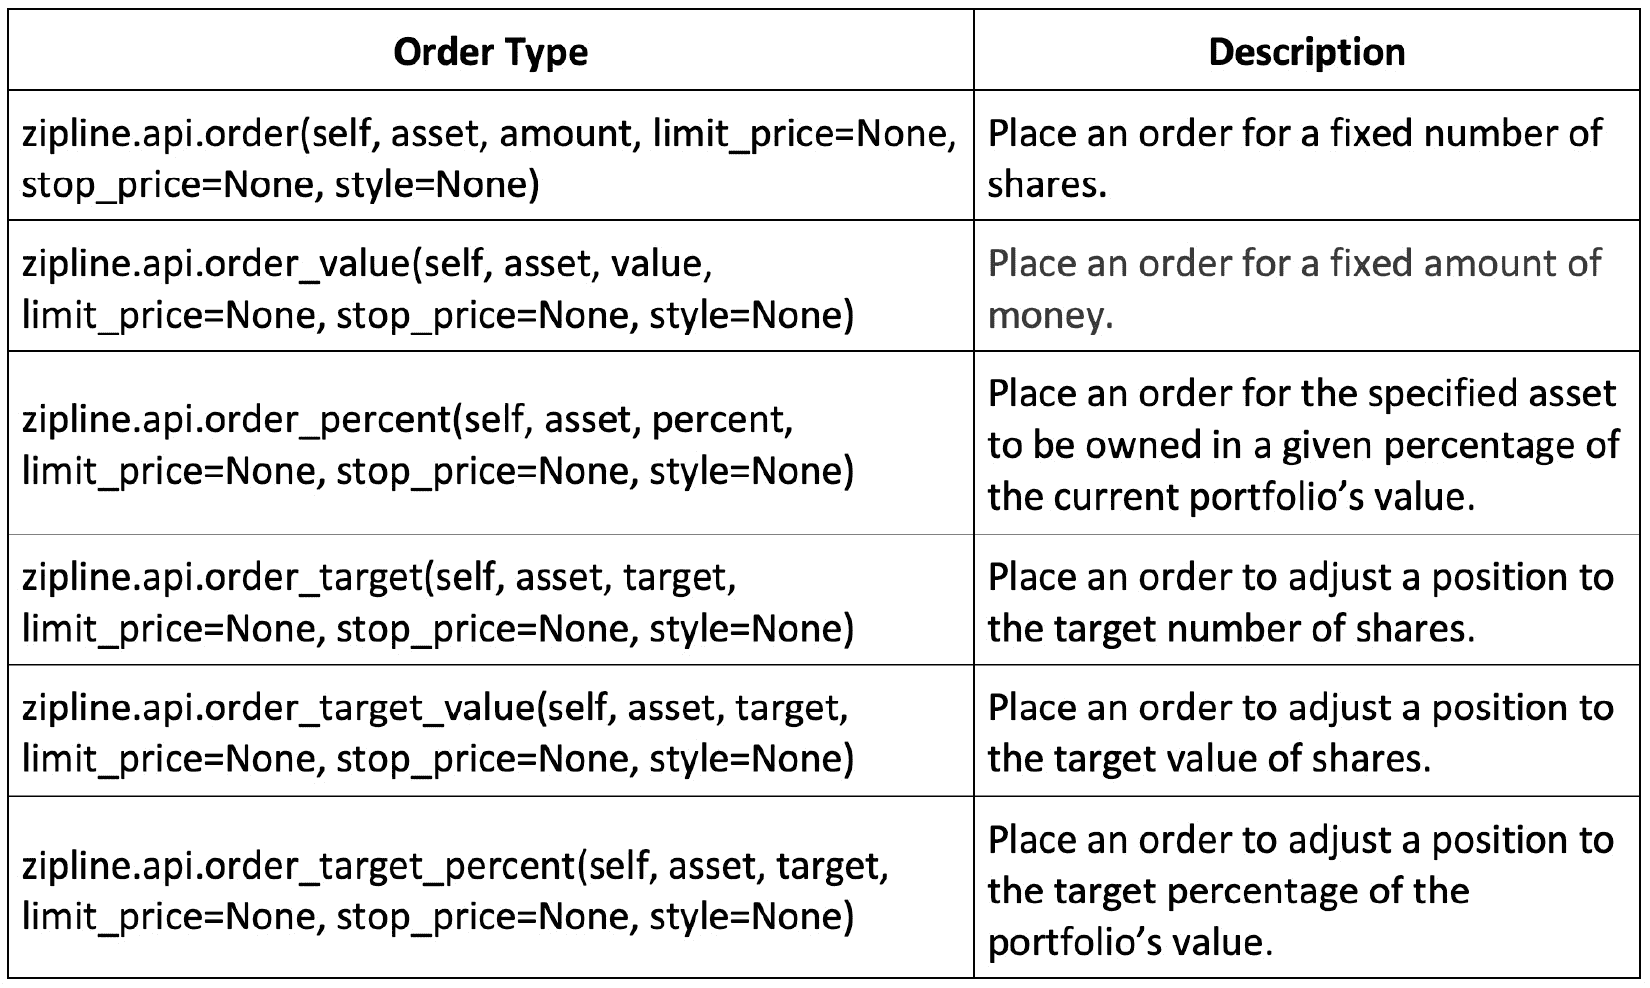 Order Type
Description
zipline.api.order(self, asset, amount, limit_price=None,
stop_price=None, style=None)
Place an order for a fixed number of
shares.
zipline.api.order_value(self, asset, value,
limit_price=None, stop_price=None, style=None)
Place an order for a fixed amount of
money.
zipline.api.order_percent(self, asset, percent,
limit_price=None, stop_price=None, style=None)
Place an order for the specified asset
to be owned in a given percentage of
the current portfolio’s value.
zipline.api.order_target(self, asset, target,
limit_price=None, stop_price=None, style=None)
Place an order to adjust a position to
the target number of shares.
zipline.api.order_target_value(self, asset, target,
limit_price=None, stop_price=None, style=None)
Place an order to adjust a position to
the target value of shares.
zipline.api.order_target_percent(self, asset, target,
limit_price=None, stop_price=None, style=None)
Place an order to adjust a position to
the target percentage of the
portfolio’s value.